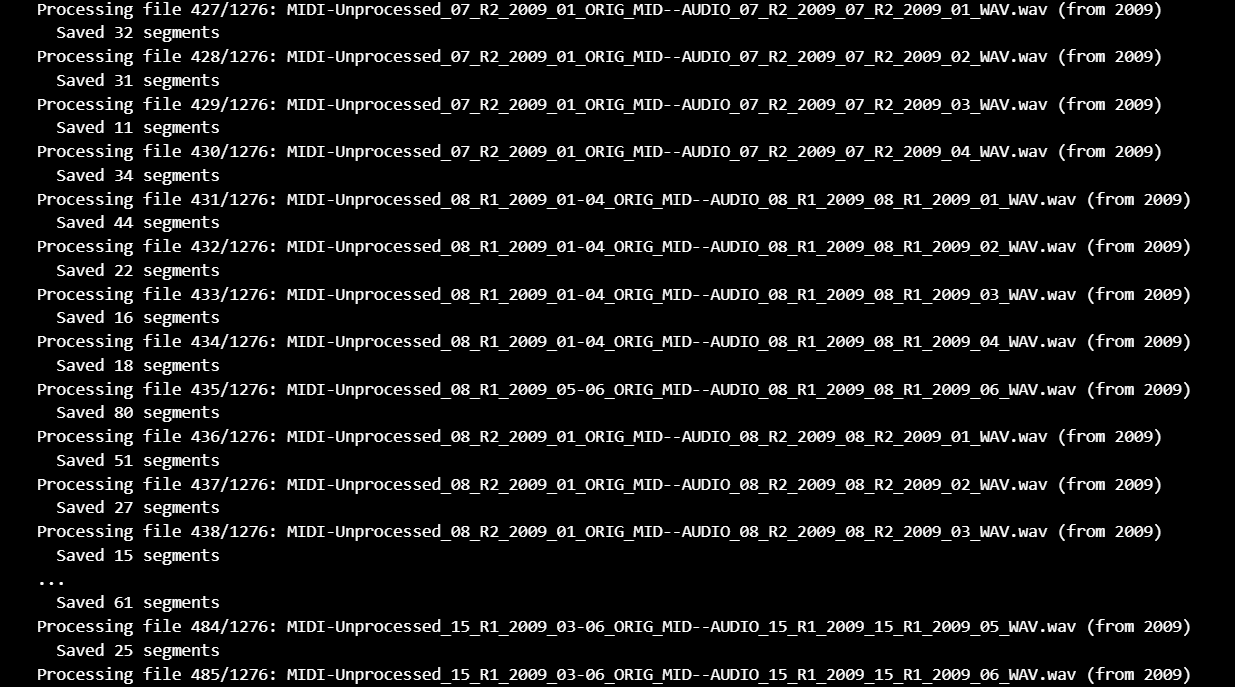 Processing file 427/1276: MIDI-Unprocessed_07_R2_2009_01_ORIG_MID--AUDIO_07_R2_2009_07_R2_2009_01_WAV.wav (from 2009)
Saved 32 segments
Processing file 428/1276: MIDI-Unprocessed_07_R2_2009_01_ORIG_MID--AUDIO_07_R2_2009_07_R2_2009_02_WAV.wav (from 2009)
Saved 31 segments
Processing file 429/1276: MIDI-Unprocessed_07_R2_2009_01_ORIG_MID--AUDIO_07_R2_2009_07_R2_2009_03_WAV.wav (from 2009)
Saved 11 segments
Processing file 430/1276: MIDI-Unprocessed_07_R2_2009_01_ORIG_MID--AUDIO_07_R2_2009_07_R2_2009_04_WAV.wav (from 2009)
Saved 34 segments
Processing file 431/1276: MIDI-Unprocessed_08_R1_2009_01-04_ORIG_MID--AUDIO_08_R1_2009_08_R1_2009_01_WAV.wav (from 2009)
Saved 44 segments
Processing file 432/1276: MIDI-Unprocessed_08_R1_2009_01-04_ORIG_MID--AUDIO_08_R1_2009_08_R1_2009_02_WAV.wav (from 2009)
Saved 22 segments
Processing file 433/1276: MIDI-Unprocessed_08_R1_2009_01-04_ORIG_MID--AUDIO_08_R1_2009_08_R1_2009_03_WAV.wav (from 2009)
Saved 16 segments
Processing file 434/1276: MIDI-Unprocessed_08_R1_2009_01-04_ORIG_MID--AUDIO_08_R1_2009_08_R1_2009_04_WAV.wav (from 2009)
Saved 18 segments
Processing file 435/1276: MIDI-Unprocessed_08_R1_2009_05-06_ORIG_MID--AUDIO_08_R1_2009_08_R1_2009_06_WAV.wav (from 2009)
Saved 80 segments
Processing file 436/1276: MIDI-Unprocessed_08_R2_2009_01_ORIG_MID--AUDIO_08_R2_2009_08_R2_2009_01_WAV.wav (from 2009)
Saved 51 segments
Processing file 437/1276: MIDI-Unprocessed_08_R2_2009_01_ORIG_MID--AUDIO_08_R2_2009_08_R2_2009_02_WAV.wav (from 2009)
Saved 27 segments
Processing file 438/1276: MIDI-Unprocessed_08_R2_2009_01_ORIG_MID--AUDIO_08_R2_2009_08_R2_2009_03_WAV.wav (from 2009)
Saved 15 segments
...
Saved 61 segments
Processing file 484/1276: MIDI-Unprocessed_15_R1_2009_03-06_ORIG_MID--AUDIO_15_R1_2009_15_R1_2009_05_WAV.wav (from 2009)
Saved 25 segments
Processing file 485/1276: MIDI-Unprocessed_15_R1_2009_03-06_ORIG_MID--AUDIO_15_R1_2009_15_R1_2009_06_WAV.wav (from 2009)